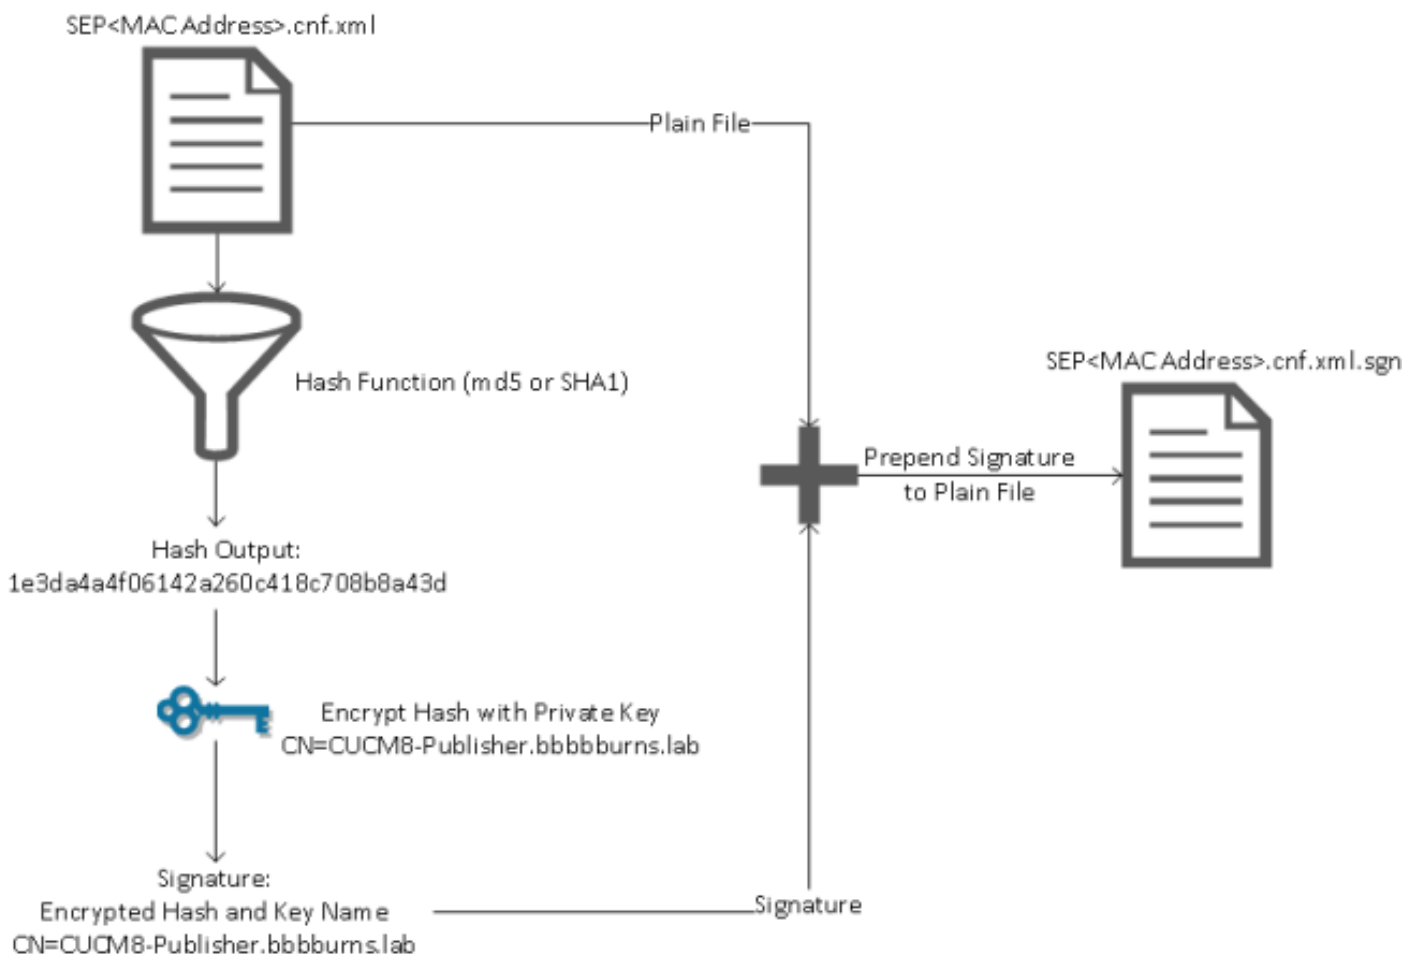 SEP<MAC Address>.cnf.xml
Plain File
Hash Function (md5 or SHA1)
SEP<MAC Address>.cnf.xml.sgn
Prepend Signature
to Plain File
Hash Output:
1e3da4a4f06142a260c418c708b8a43d
Encrypt Hash with Private Key
CN=CUCM8-Publisher.bbbbburns.lab
Signature:
Encrypted Hash and Key Name
CN=CUCM8-Publisher.bbbburns.lab
Signature